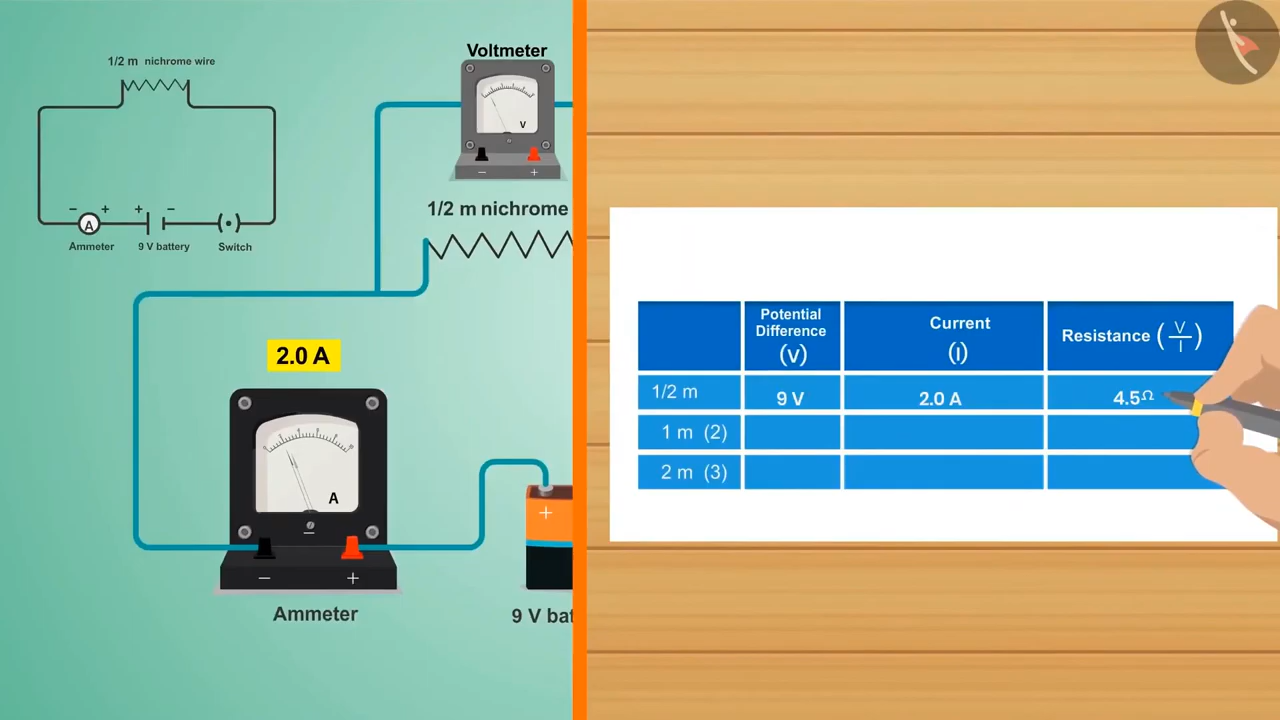 1/2 m nichrome wire
- +
+ -
A
Ammeter
9 V battery
Switch
Voltmeter
V
- +
1/2 m nichrome
2.0 A
A
- +
Ammeter
+
9 V bat
Potential Difference (V)
Current (I)
Resistance (V/I)
1/2 m 9 V 2.0 A 4.5Ω
1 m (2)
2 m (3)